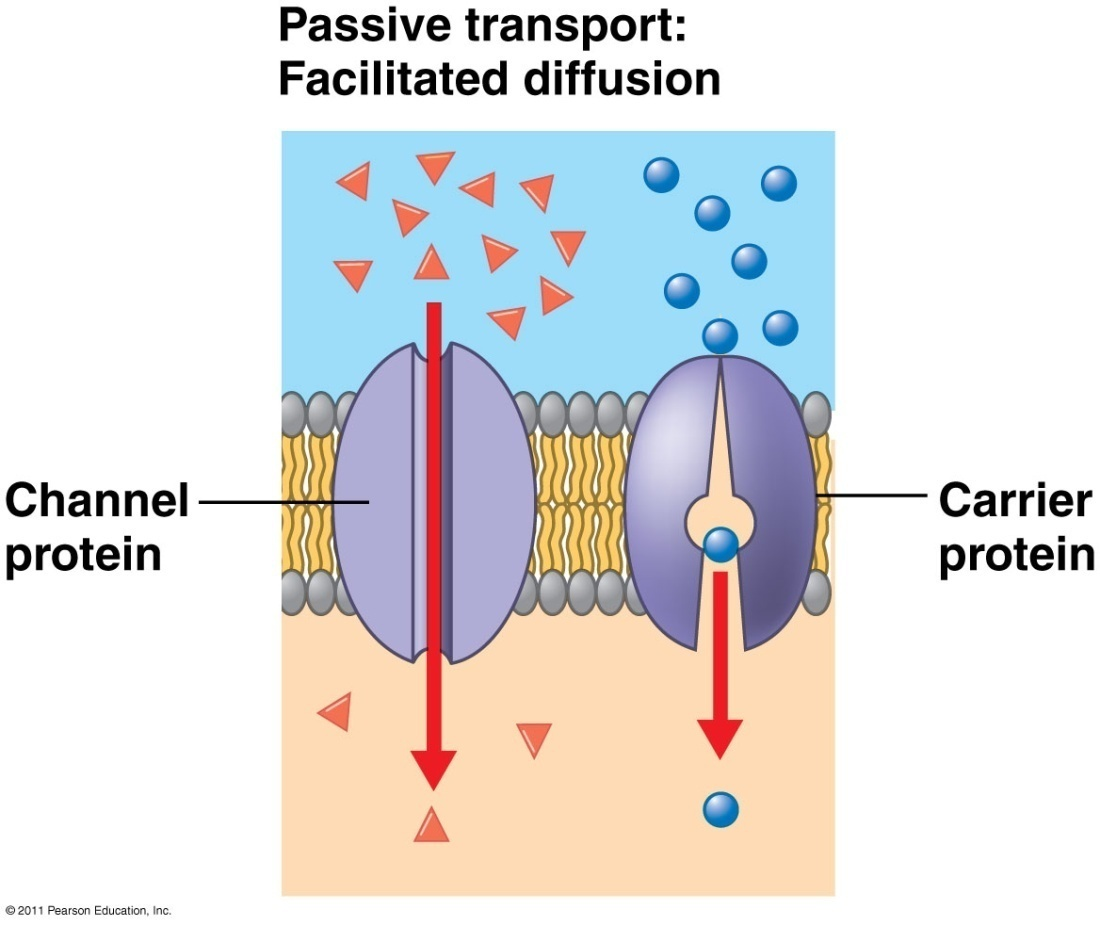 Passive transport:
Facilitated diffusion
Channel
protein
Carrier
protein
© 2011 Pearson Education, Inc.